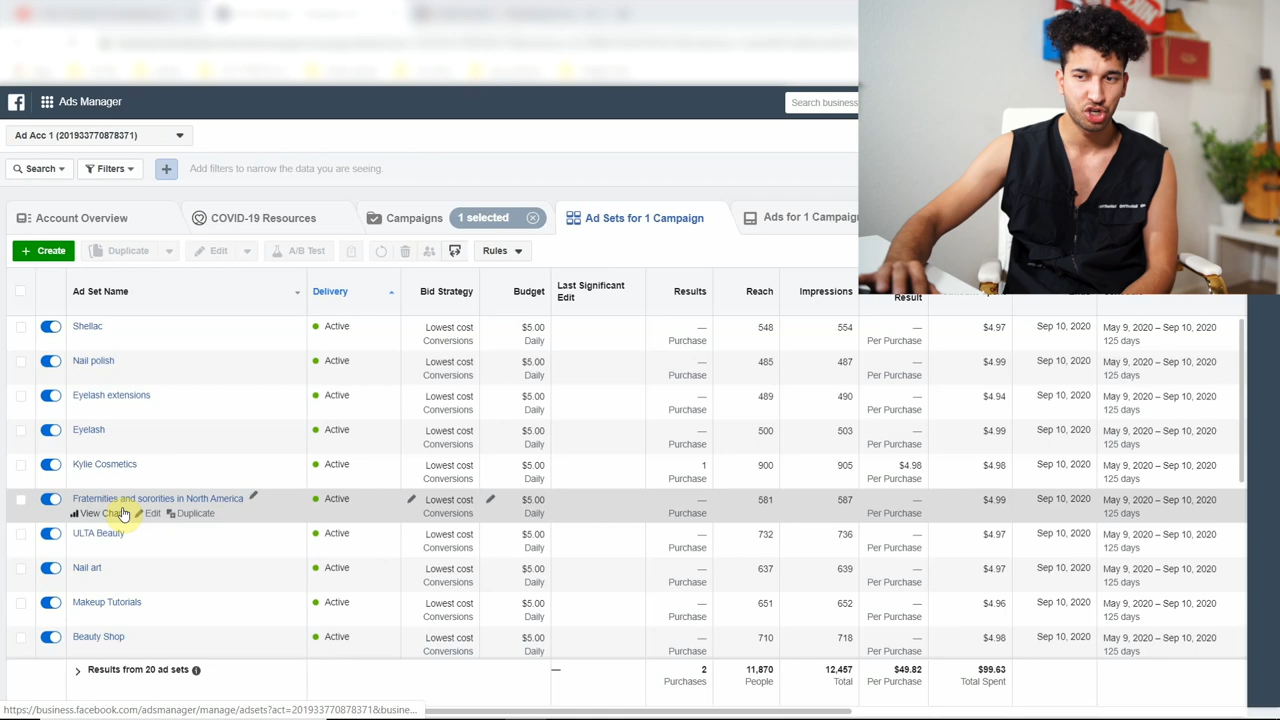 Ads Manager
Search business
Ad Acc 1 (201933770878371)
Search
Filters
Add filters to narrow the data you are seeing.
Account Overview
COVID-19 Resources
Campaigns
1 selected
Ad Sets for 1 Campaign
Ads for 1 Campaign
+ Create
Duplicate
Edit
A/B Test
Rules
Ad Set Name
Delivery
Bid Strategy
Budget
Last Significant
Edit
Results
Reach
Impressions
Result
Shellac Active Lowest cost $5.00 — 548 554 — $4.97 Sep 10, 2020 May 9, 2020 – Sep 10, 2020
Conversions Daily Purchase Per Purchase 125 days
Nail polish Active Lowest cost $5.00 — 485 487 — $4.99 Sep 10, 2020 May 9, 2020 – Sep 10, 2020
Conversions Daily Purchase Per Purchase 125 days
Eyelash extensions Active Lowest cost $5.00 — 489 490 — $4.94 Sep 10, 2020 May 9, 2020 – Sep 10, 2020
Conversions Daily Purchase Per Purchase 125 days
Eyelash Active Lowest cost $5.00 — 500 503 — $4.99 Sep 10, 2020 May 9, 2020 – Sep 10, 2020
Conversions Daily Purchase Per Purchase 125 days
Kylie Cosmetics Active Lowest cost $5.00 1 900 905 $4.98 $4.98 Sep 10, 2020 May 9, 2020 – Sep 10, 2020
Conversions Daily Purchase Per Purchase 125 days
Fraternities and sororities in North America Active Lowest cost $5.00 — 581 587 — $4.99 Sep 10, 2020 May 9, 2020 – Sep 10, 2020
View Edit Duplicate Conversions Daily Purchase Per Purchase 125 days
ULTA Beauty Active Lowest cost $5.00 — 732 736 — $4.97 Sep 10, 2020 May 9, 2020 – Sep 10, 2020
Conversions Daily Purchase Per Purchase 125 days
Nail art Active Lowest cost $5.00 — 637 639 — $4.97 Sep 10, 2020 May 9, 2020 – Sep 10, 2020
Conversions Daily Purchase Per Purchase 125 days
Makeup Tutorials Active Lowest cost $5.00 — 651 652 — $4.96 Sep 10, 2020 May 9, 2020 – Sep 10, 2020
Conversions Daily Purchase Per Purchase 125 days
Beauty Shop Active Lowest cost $5.00 — 710 718 — $4.98 Sep 10, 2020 May 9, 2020 – Sep 10, 2020
Conversions Daily Purchase Per Purchase 125 days
Results from 20 ad sets — 2 11,870 12,457 $49.82 $99.63
Purchases People Total Per Purchase Total Spent
https://business.facebook.com/adsmanager/manage/adsets?act=201933770878371&busine...